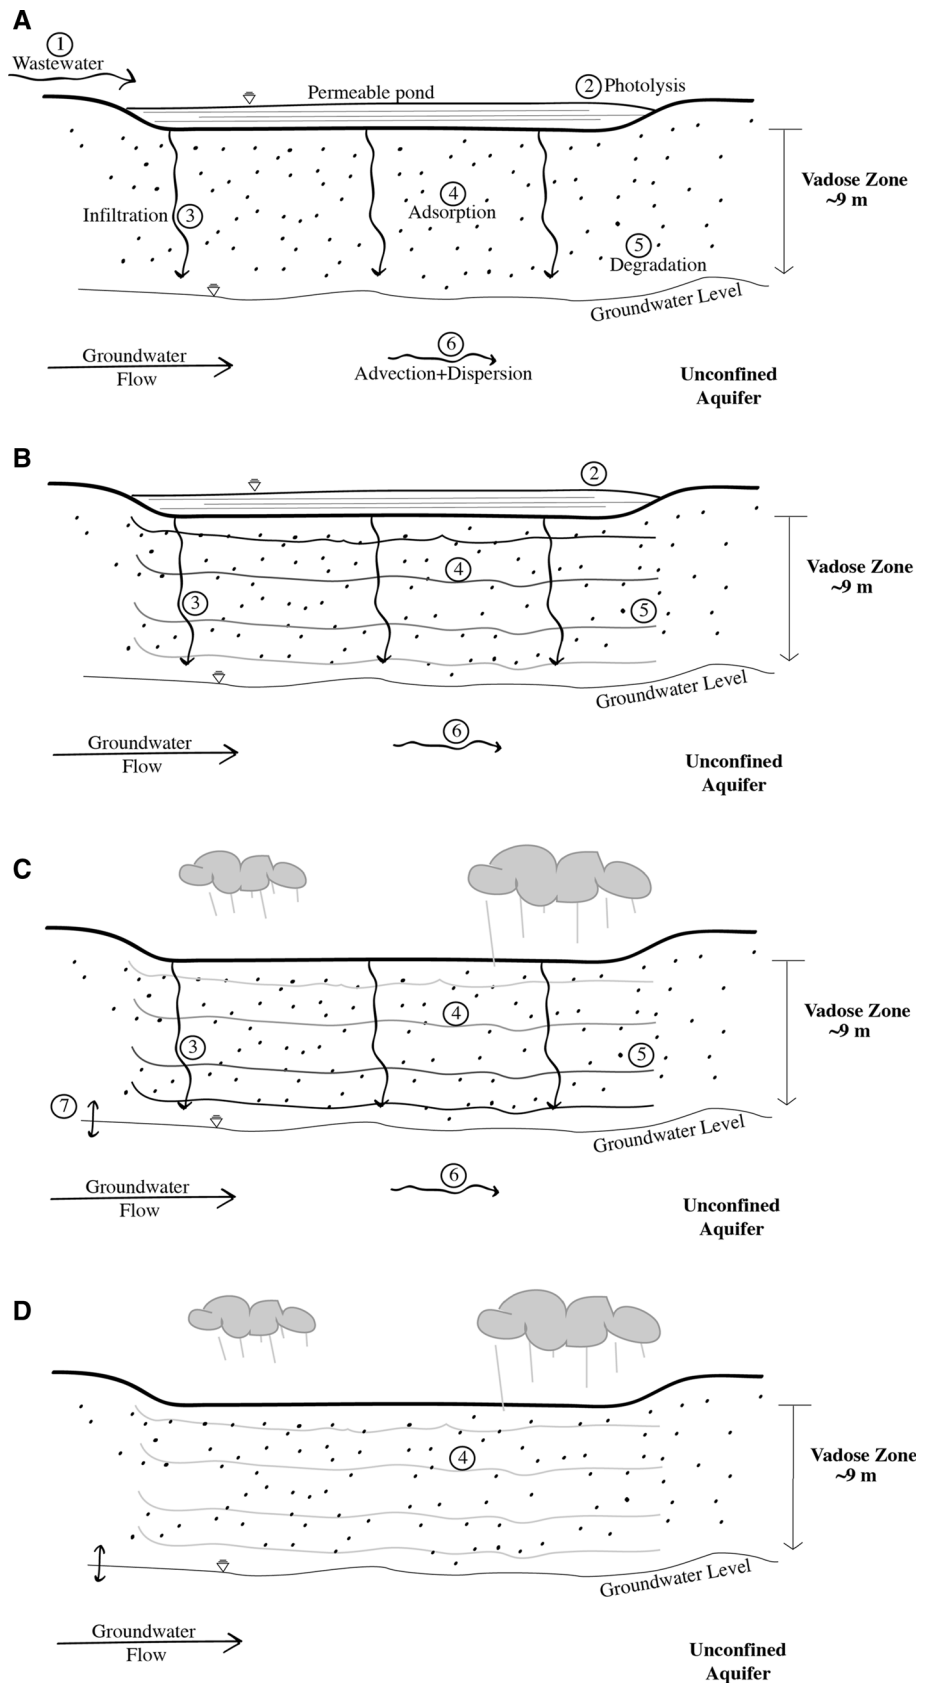 A
①
Wastewater
② Photolysis
Permeable pond
Vadose Zone
~9 m
④
Adsorption
Infiltration ③
⑤
Degradation
Groundwater Level
⑥
Advection+Dispersion
Groundwater
Flow
Unconfined
Aquifer
B
②
④
Vadose Zone
~9 m
③
⑤
Groundwater Level
⑥
Groundwater
Flow
Unconfined
Aquifer
C
④
Vadose Zone
~9 m
③
⑤
⑦
Groundwater Level
⑥
Groundwater
Flow
Unconfined
Aquifer
D
④
Vadose Zone
~9 m
Groundwater Level
Groundwater
Flow
Unconfined
Aquifer